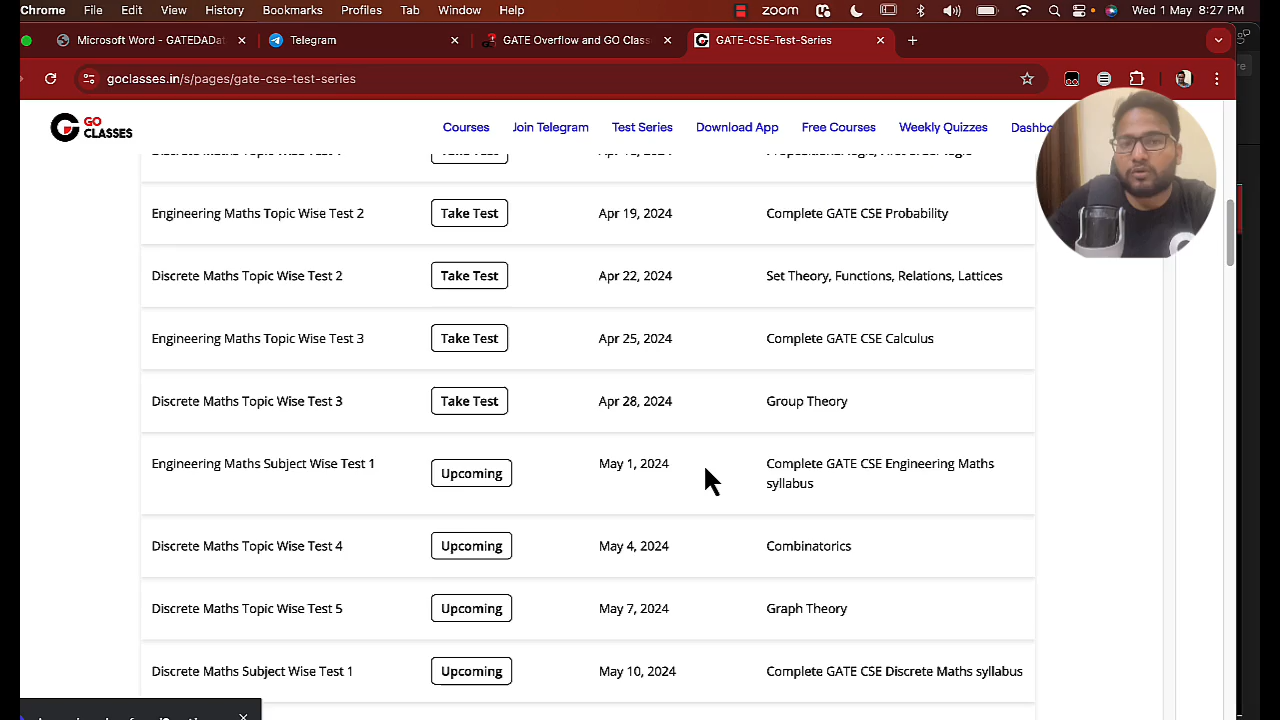 Chrome File Edit View History Bookmarks Profiles Tab Window Help zoom Wed 1 May 8:27 PM
Microsoft Word - GATEDADat Telegram GATE Overflow and GO Class GATE-CSE-Test-Series
goclasses.in/s/pages/gate-cse-test-series
GO CLASSES Courses Join Telegram Test Series Download App Free Courses Weekly Quizzes Dashbo
Engineering Maths Topic Wise Test 2 Take Test Apr 19, 2024 Complete GATE CSE Probability
Discrete Maths Topic Wise Test 2 Take Test Apr 22, 2024 Set Theory, Functions, Relations, Lattices
Engineering Maths Topic Wise Test 3 Take Test Apr 25, 2024 Complete GATE CSE Calculus
Discrete Maths Topic Wise Test 3 Take Test Apr 28, 2024 Group Theory
Engineering Maths Subject Wise Test 1 Upcoming May 1, 2024 Complete GATE CSE Engineering Maths
syllabus
Discrete Maths Topic Wise Test 4 Upcoming May 4, 2024 Combinatorics
Discrete Maths Topic Wise Test 5 Upcoming May 7, 2024 Graph Theory
Discrete Maths Subject Wise Test 1 Upcoming May 10, 2024 Complete GATE CSE Discrete Maths syllabus